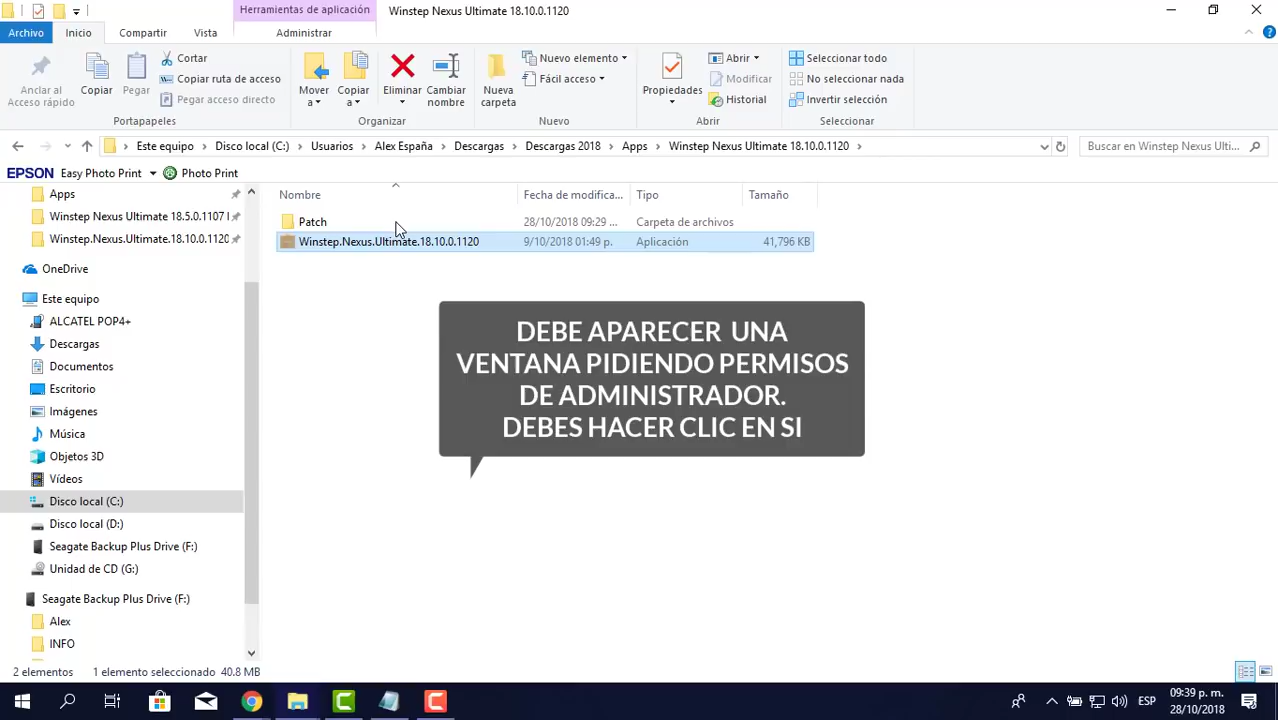 Herramientas de aplicación
Winstep Nexus Ultimate 18.10.0.1120
Archivo
Inicio
Compartir
Vista
Administrar
Anclar al
Acceso rápido
Copiar
Pegar
Cortar
Copiar ruta de acceso
Pegar acceso directo
Portapapeles
Mover
a
Copiar
a
Eliminar
Cambiar
nombre
Organizar
Nueva
carpeta
Nuevo elemento
Fácil acceso
Nuevo
Propiedades
Abrir
Modificar
Historial
Abrir
Seleccionar todo
No seleccionar nada
Invertir selección
Seleccionar
Este equipo
Disco local (C:)
Usuarios
Alex España
Descargas
Descargas 2018
Apps
Winstep Nexus Ultimate 18.10.0.1120
Buscar en Winstep Nexus Ulti...
EPSON
Easy Photo Print
Photo Print
Apps
Winstep Nexus Ultimate 18.5.0.1107
Winstep.Nexus.Ultimate.18.10.0.1120
OneDrive
Este equipo
ALCATEL POP4+
Descargas
Documentos
Escritorio
Imágenes
Música
Objetos 3D
Vídeos
Disco local (C:)
Disco local (D:)
Seagate Backup Plus Drive (F:)
Unidad de CD (G:)
Seagate Backup Plus Drive (F:)
Alex
INFO
Nombre
Fecha de modifica...
Tipo
Tamaño
Patch
28/10/2018 09:29 ...
Carpeta de archivos
Winstep.Nexus.Ultimate.18.10.0.1120
9/10/2018 01:49 p.
Aplicación
41,796 KB
DEBE APARECER UNA
VENTANA PIDIENDO PERMISOS
DE ADMINISTRADOR.
DEBES HACER CLIC EN SI
2 elementos
1 elemento seleccionado 40.8 MB
ESP
09:39 p. m.
28/10/2018